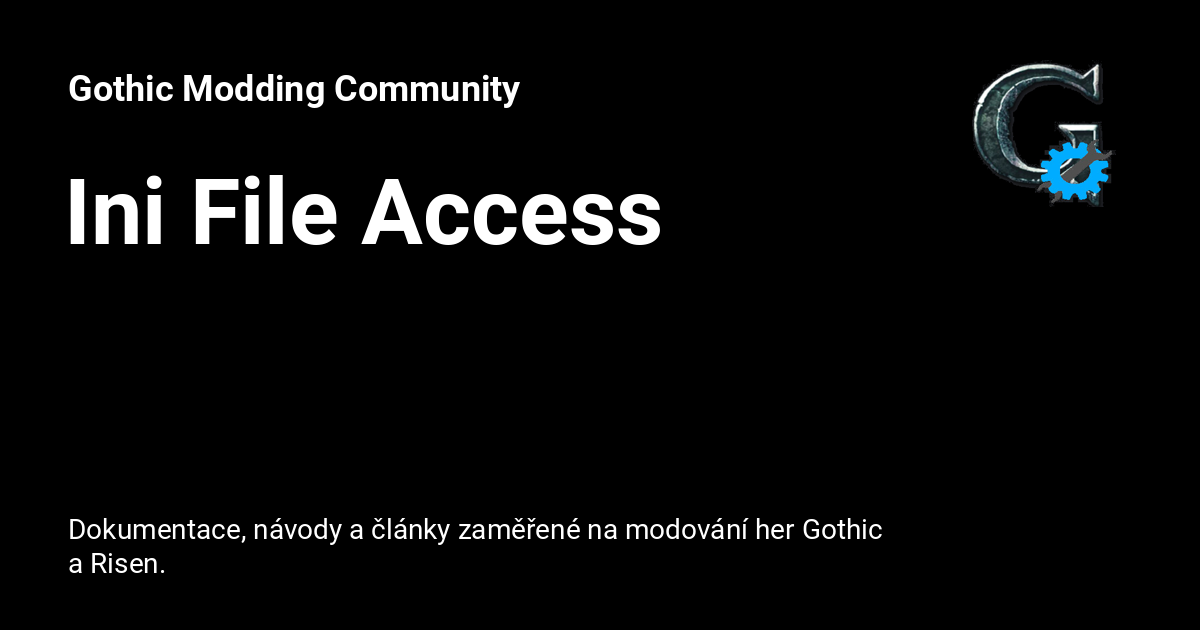 Gothic Modding Community
Ini File Access
Dokumentace, návody a články zaměřené na modování her Gothic
a Risen.